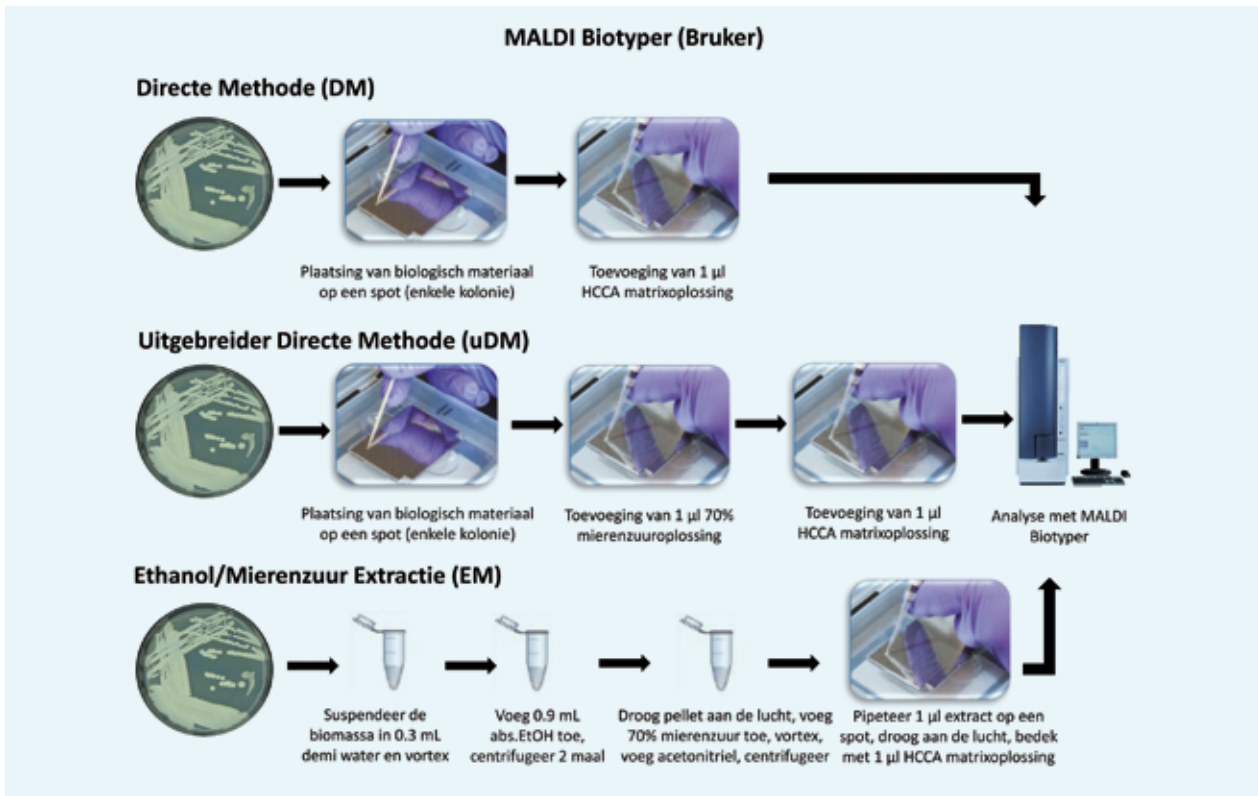 MALDI Biotyper (Bruker)
Directe Methode (DM)
Plaatsing van biologisch materiaal
op een spot (enkele kolonie)
Toevoeging van 1 µl
HCCA matrixoplossing
Uitgebreider Directe Methode (uDM)
Plaatsing van biologisch materiaal
op een spot (enkele kolonie)
Toevoeging van 1 µl 70%
mierenzuuroplossing
Toevoeging van 1 µl
HCCA matrixoplossing
Analyse met MALDI
Biotyper
Ethanol/Mierenzuur Extractie (EM)
Suspendeer de
biomassa in 0.3 mL
demi water en vortex
Voeg 0.9 mL
abs.EtOH toe,
centrifugeer 2 maal
Droog pellet aan de lucht, voeg
70% mierenzuur toe, vortex,
voeg acetonitriel, centrifugeer
Pipeteer 1 µl extract op een
spot, droog aan de lucht, bedek
met 1 µl HCCA matrixoplossing